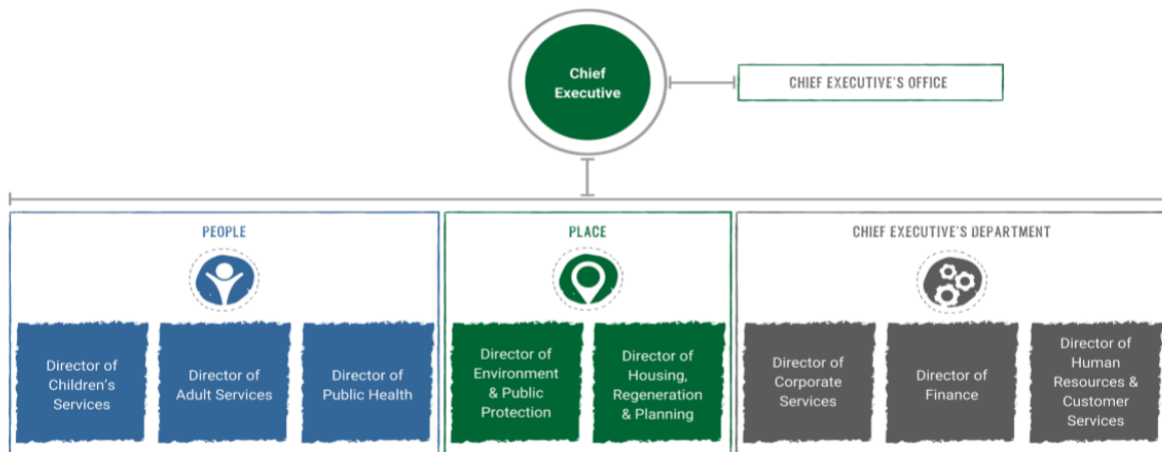 Chief
Executive
CHIEF EXECUTIVE'S OFFICE
PEOPLE
PLACE
CHIEF EXECUTIVE'S DEPARTMENT
Director of
Children's
Services
Director of
Adult Services
Director of
Public Health
Director of
Environment
& Public
Protection
Director of
Housing,
Regeneration
& Planning
Director of
Corporate
Services
Director of
Finance
Director of
Human
Resources &
Customer
Services